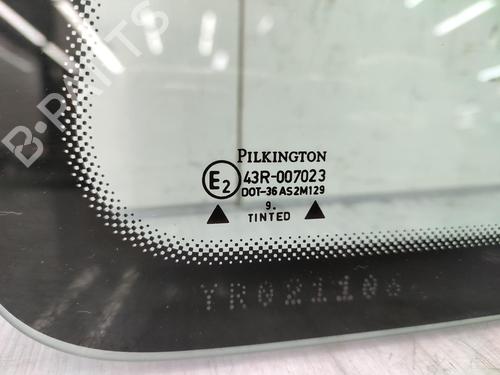 B-PARTS
PILKINGTON
E2 43R-007023
DOT-36 AS2M129
9.
TINTED
YR021106